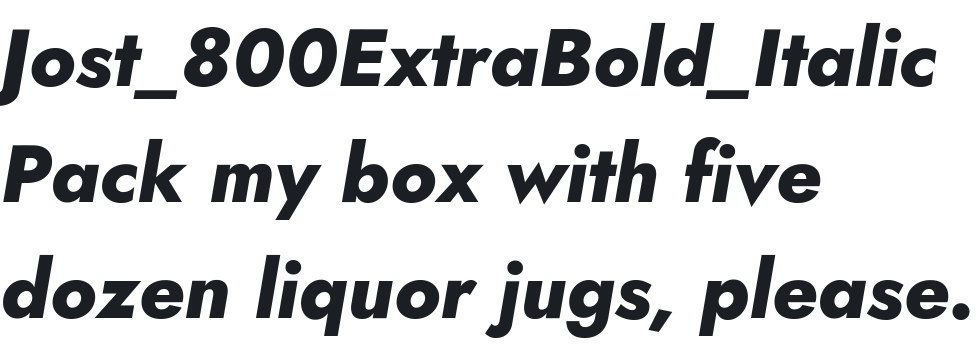 Jost_800ExtraBold_Italic
Pack my box with five
dozen liquor jugs, please.